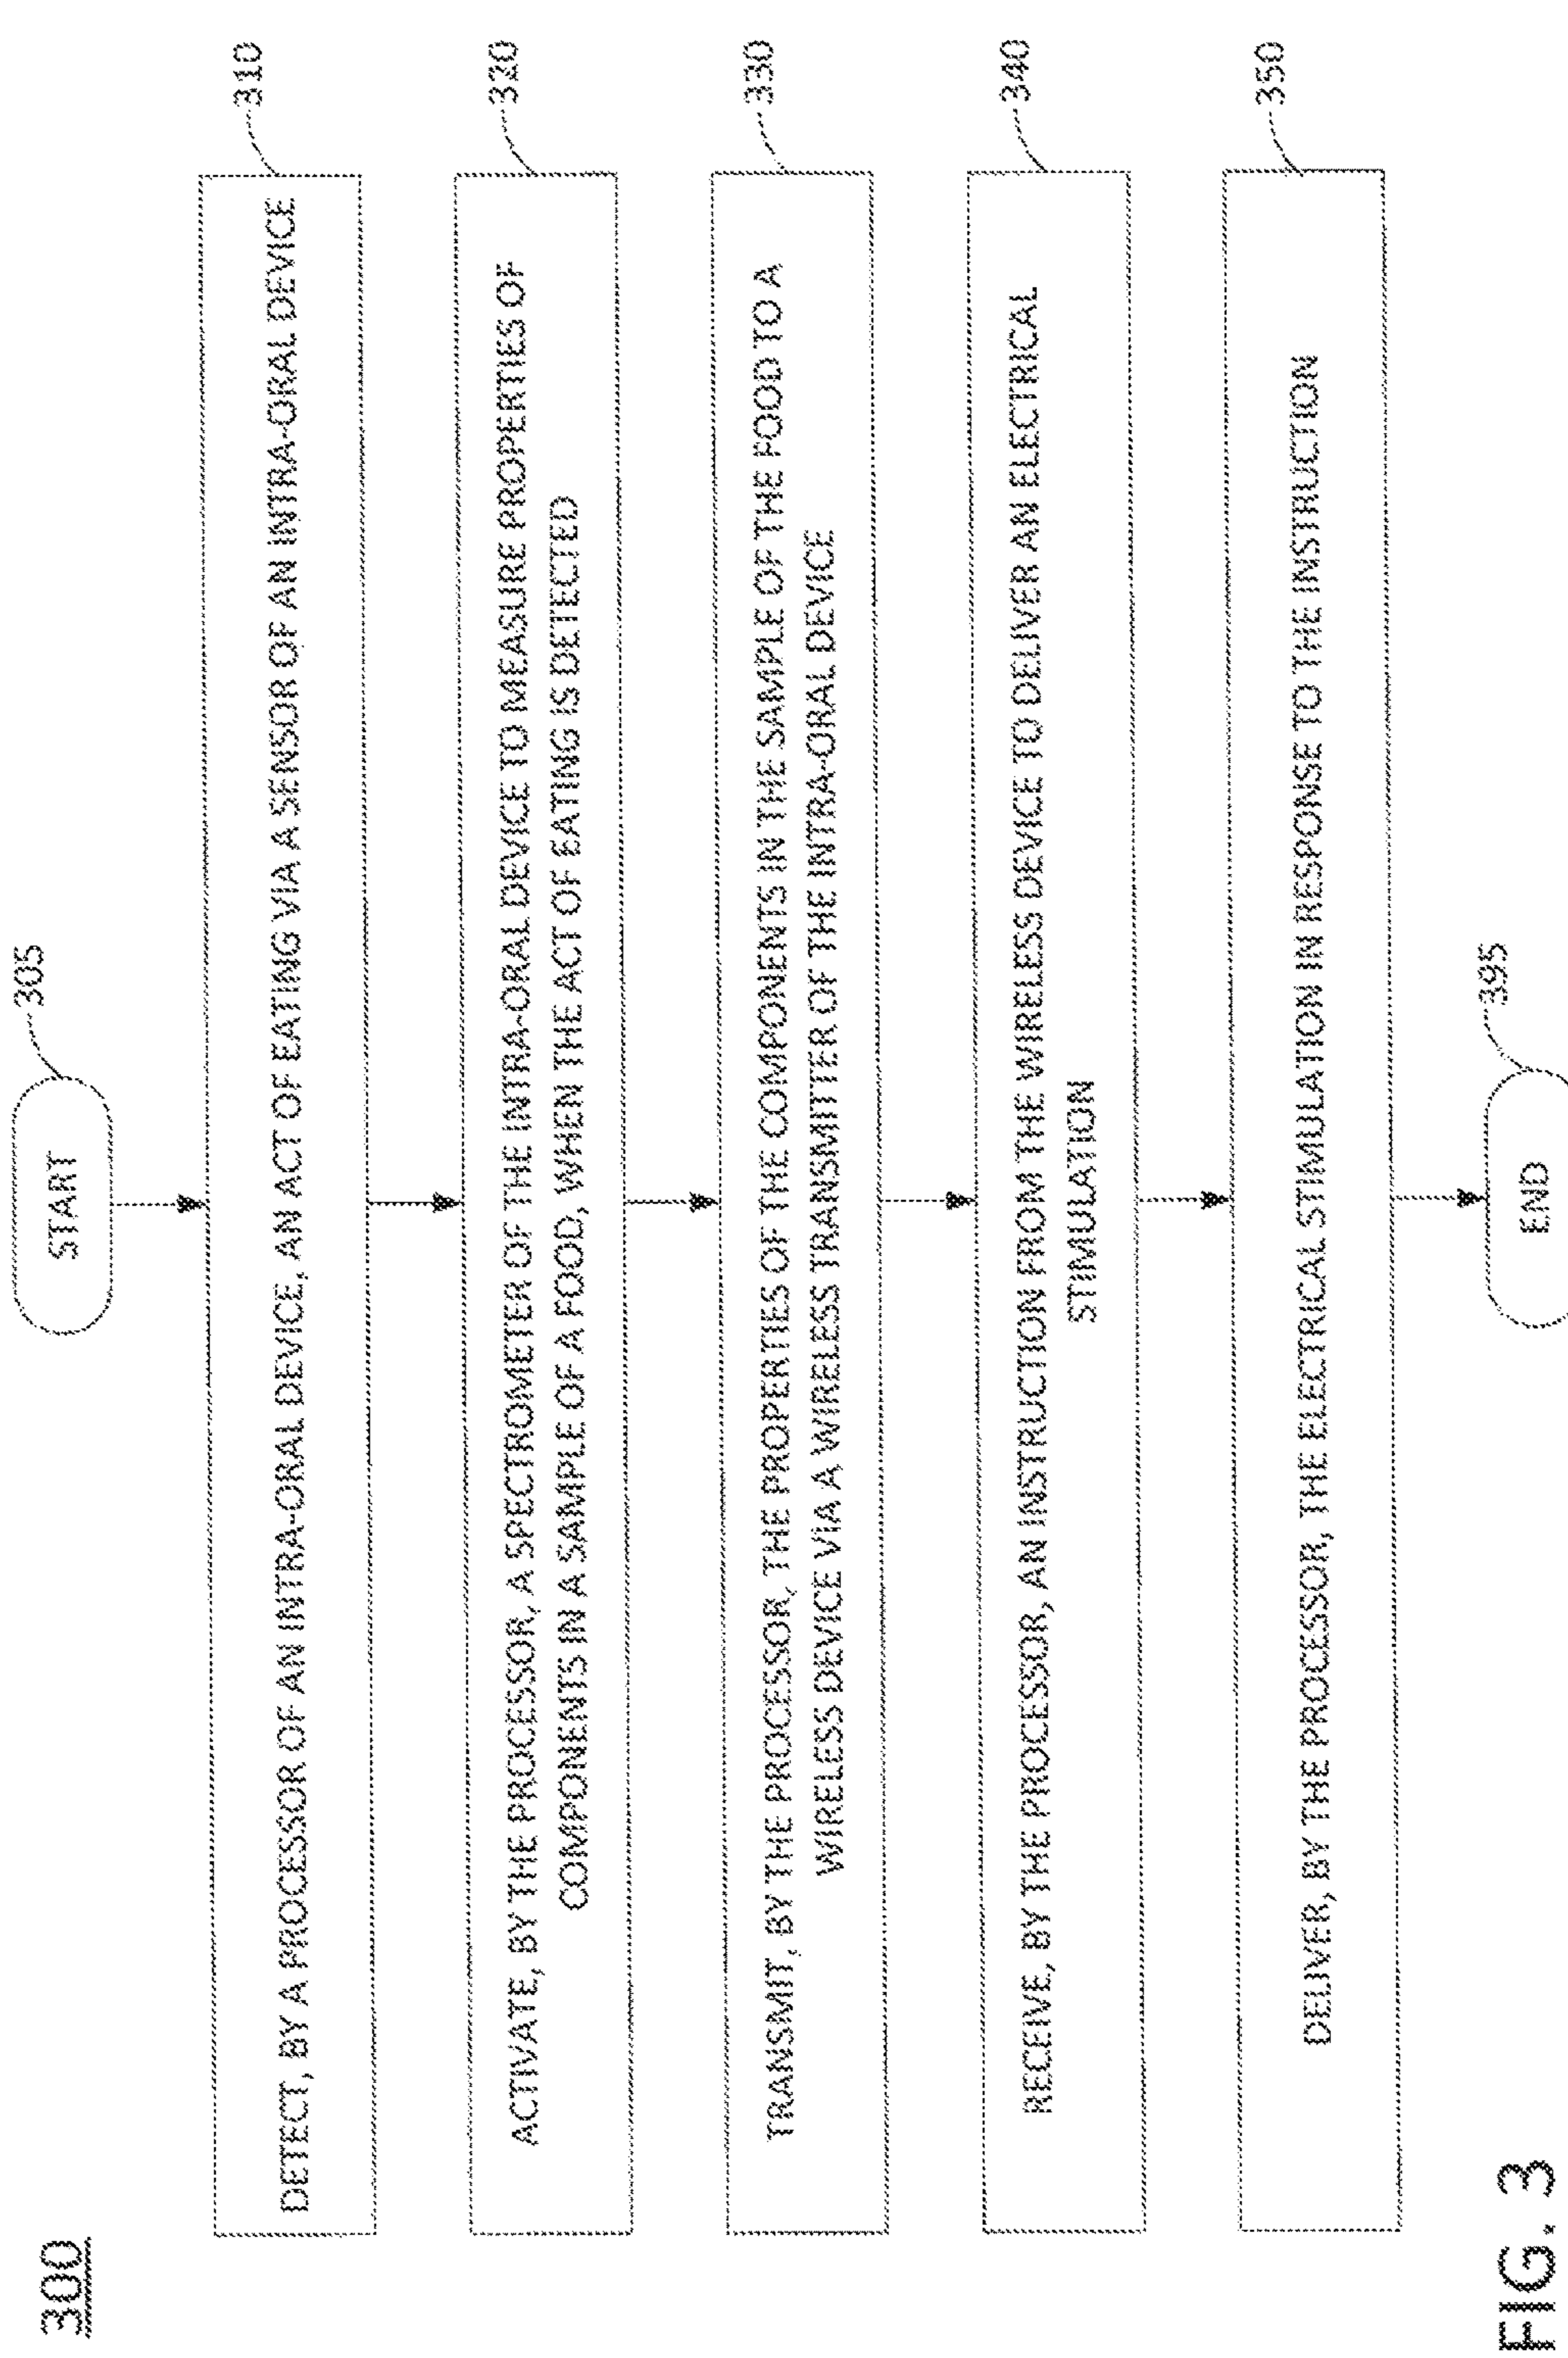 300
START
305
DETECT, BY A PROCESSOR OF AN INTRA-ORAL DEVICE, AN ACT OF EATING VIA A SENSOR OF AN INTRA-ORAL DEVICE
310
ACTIVATE, BY THE PROCESSOR, A SPECTROMETER OF THE INTRA-ORAL DEVICE TO MEASURE PROPERTIES OF
COMPONENTS IN A SAMPLE OF A FOOD, WHEN THE ACT OF EATING IS DETECTED
320
TRANSMIT, BY THE PROCESSOR, THE PROPERTIES OF THE COMPONENTS IN THE SAMPLE OF THE FOOD TO A
WIRELESS DEVICE VIA A WIRELESS TRANSMITTER OF THE INTRA-ORAL DEVICE
330
RECEIVE, BY THE PROCESSOR, AN INSTRUCTION FROM THE WIRELESS DEVICE TO DELIVER AN ELECTRICAL
STIMULATION
340
DELIVER, BY THE PROCESSOR, THE ELECTRICAL STIMULATION IN RESPONSE TO THE INSTRUCTION
350
END
395
FIG. 3